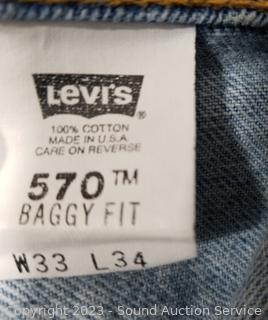 Levi's ®
100% COTTON
MADE IN U.S.A.
CARE ON REVERSE
570™
BAGGY FIT
W33 L34
Copyright 2023 - Sound Auction Service